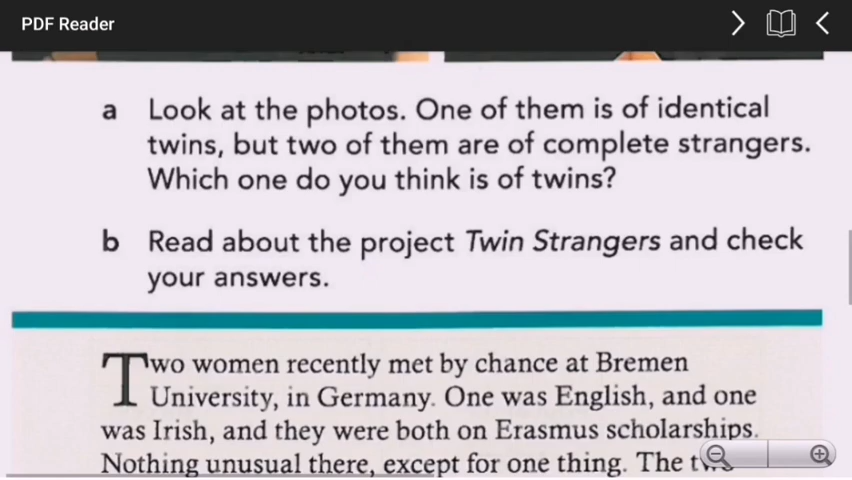 PDF Reader
a Look at the photos. One of them is of identical
twins, but two of them are of complete strangers.
Which one do you think is of twins?
b Read about the project Twin Strangers and check
your answers.
Two women recently met by chance at Bremen
University, in Germany. One was English, and one
was Irish, and they were both on Erasmus scholarships.
Nothing unusual there, except for one thing. The